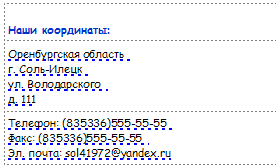 Наши координаты:
Оренбургская область
г. Соль-Илецк
ул. Володарского
д. 111
Телефон: (835336)555-55-55
Факс: (835336)555-55-55
Эл. почта: sol41972@yandex.ru